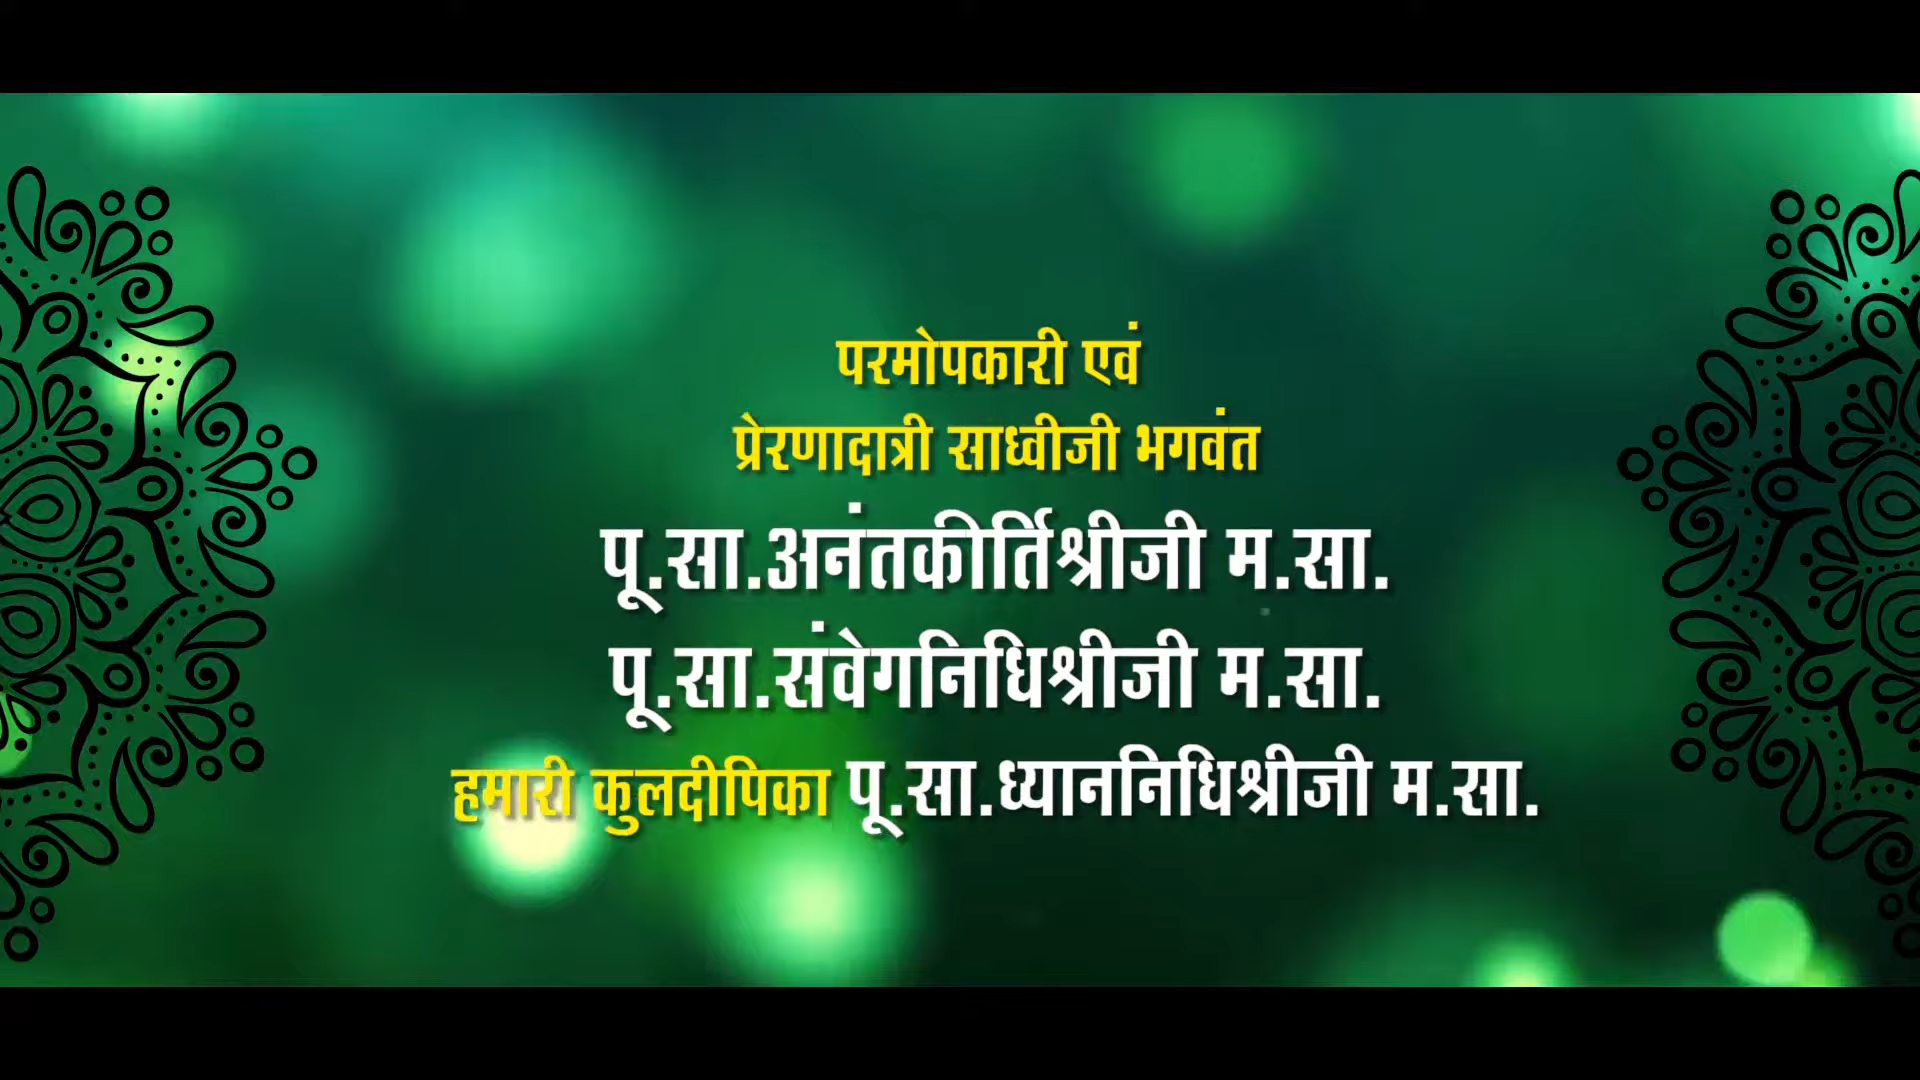 परमोपकारी एवं
प्रेरणादात्री साध्वीजी भगवंत
पू.सा.अनंतकीर्तिश्रीजी म.सा.
पू.सा.संवेगनिधिश्रीजी म.सा.
हमारी कुलदीपिका पू.सा.ध्याननिधिश्रीजी म.सा.